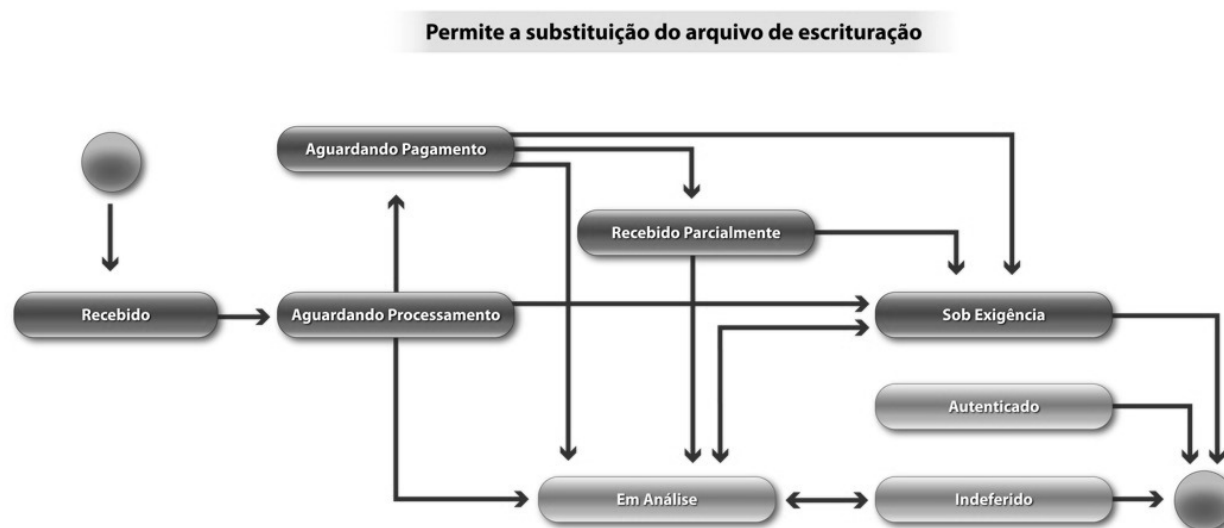 Permite a substituição do arquivo de escrituração
Aguardando Pagamento
Recebido Parcialmente
Recebido
Aguardando Processamento
Sob Exigência
Autenticado
Em Análise
Indeferido